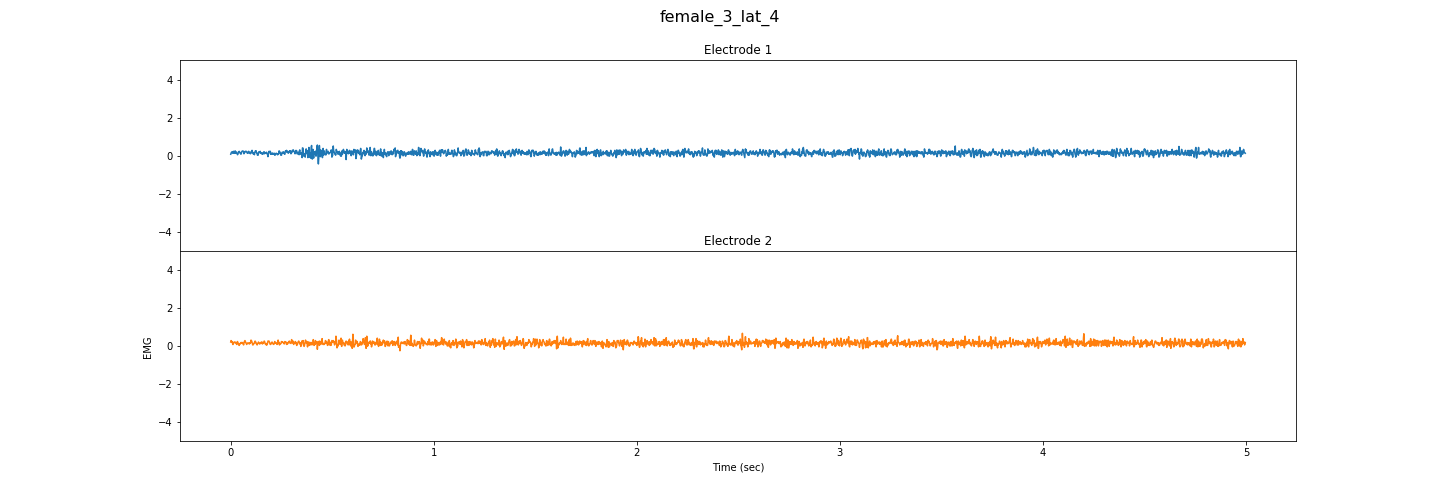 female_3_lat_4
Electrode 1
4
2
0
−2
−4
Electrode 2
4
2
0
−2
−4
EMG
0 1 2 3 4 5
Time (sec)